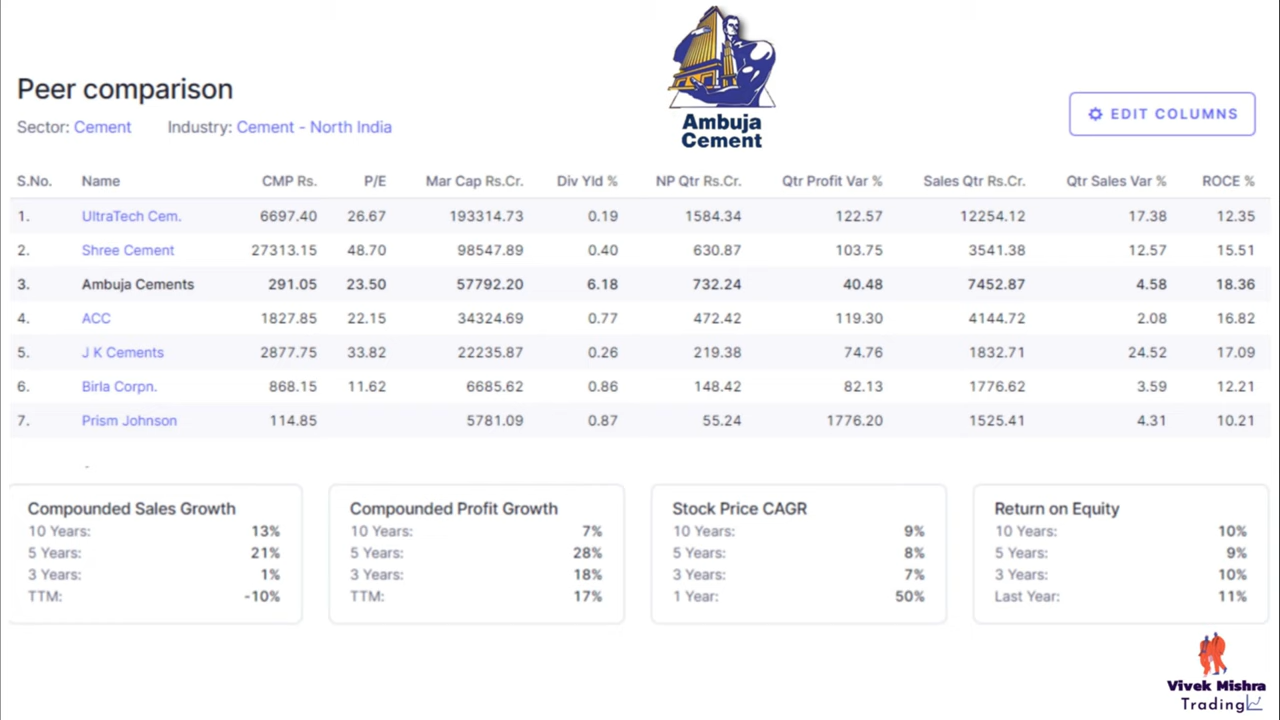 Ambuja
Cement
Peer comparison
Sector: Cement Industry: Cement - North India
EDIT COLUMNS
S.No. Name CMP Rs. P/E Mar Cap Rs.Cr. Div Yld % NP Qtr Rs.Cr. Qtr Profit Var % Sales Qtr Rs.Cr. Qtr Sales Var % ROCE %
1. UltraTech Cem. 6697.40 26.67 193314.73 0.19 1584.34 122.57 12254.12 17.38 12.35
2. Shree Cement 27313.15 48.70 98547.89 0.40 630.87 103.75 3541.38 12.57 15.51
3. Ambuja Cements 291.05 23.50 57792.20 6.18 732.24 40.48 7452.87 4.58 18.36
4. ACC 1827.85 22.15 34324.69 0.77 472.42 119.30 4144.72 2.08 16.82
5. J K Cements 2877.75 33.82 22235.87 0.26 219.38 74.76 1832.71 24.52 17.09
6. Birla Corpn. 868.15 11.62 6685.62 0.86 148.42 82.13 1776.62 3.59 12.21
7. Prism Johnson 114.85 5781.09 0.87 55.24 1776.20 1525.41 4.31 10.21
Compounded Sales Growth
10 Years: 13%
5 Years: 21%
3 Years: 1%
TTM: -10%
Compounded Profit Growth
10 Years: 7%
5 Years: 28%
3 Years: 18%
TTM: 17%
Stock Price CAGR
10 Years: 9%
5 Years: 8%
3 Years: 7%
1 Year: 50%
Return on Equity
10 Years: 10%
5 Years: 9%
3 Years: 10%
Last Year: 11%
Vivek Mishra
Trading